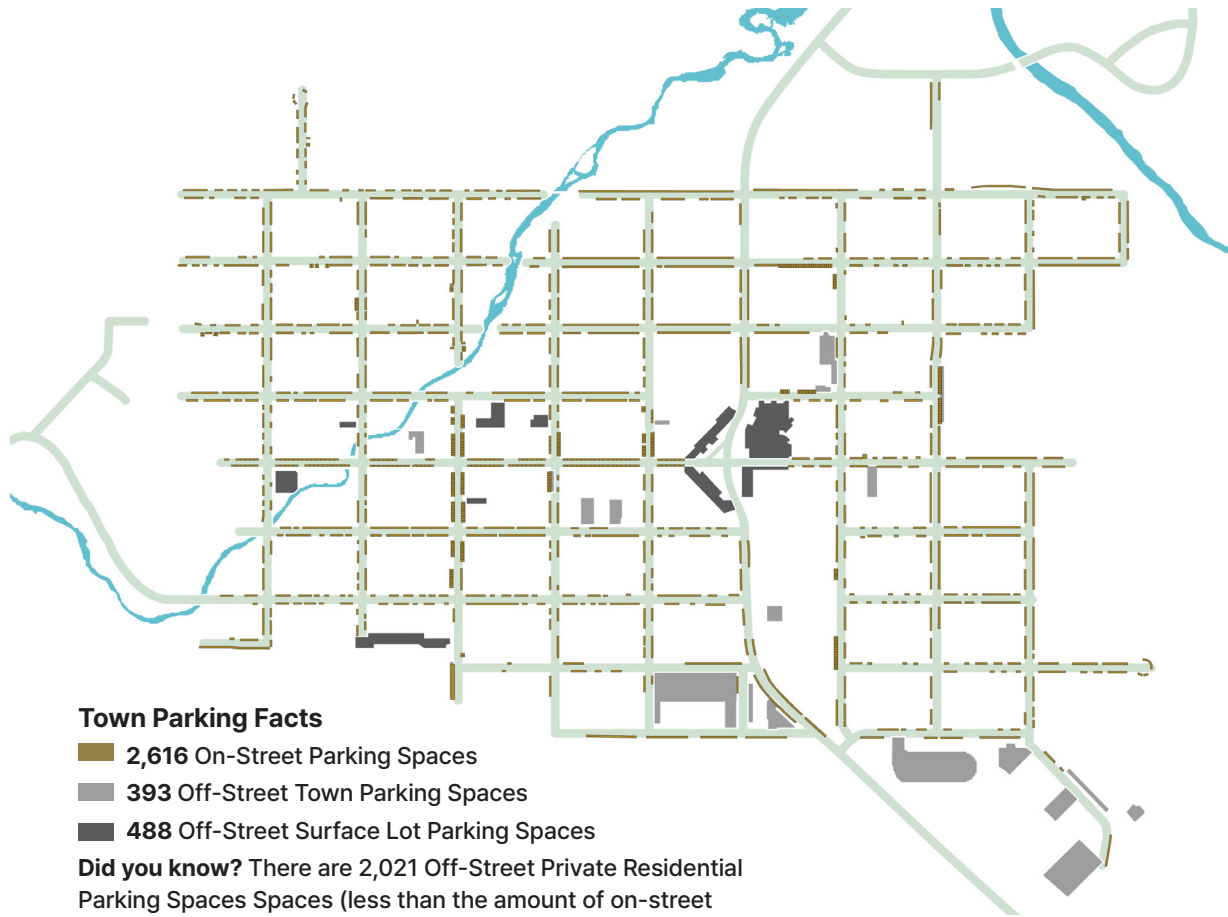 Town Parking Facts
2,616 On-Street Parking Spaces
393 Off-Street Town Parking Spaces
488 Off-Street Surface Lot Parking Spaces
Did you know? There are 2,021 Off-Street Private Residential
Parking Spaces Spaces (less than the amount of on-street